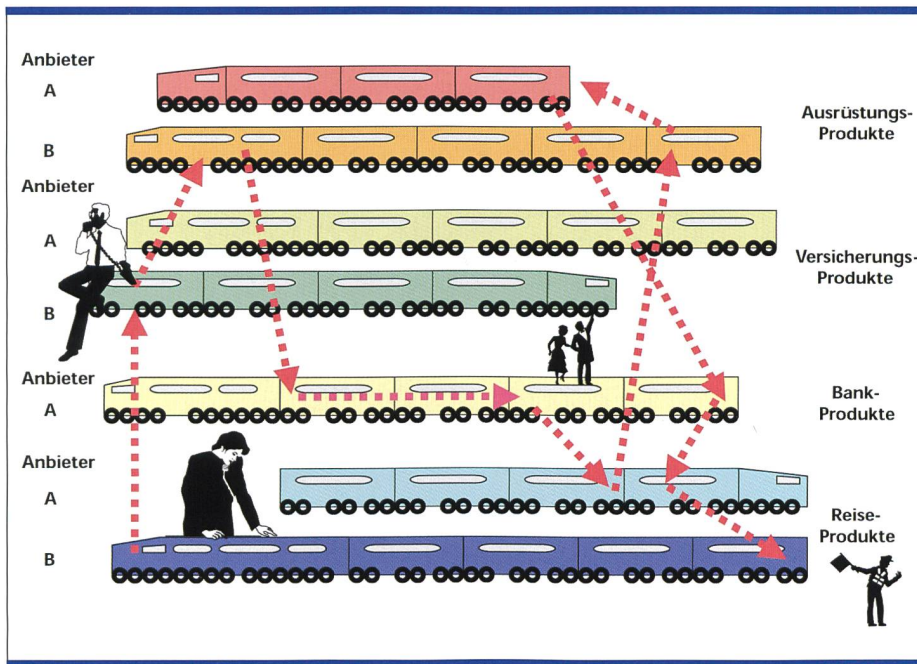 Anbieter
A
Ausrüstungs-
Produkte
B
Anbieter
A
Versicherungs-
Produkte
B
Anbieter
A
Bank-
Produkte
Anbieter
A
Reise-
Produkte
B